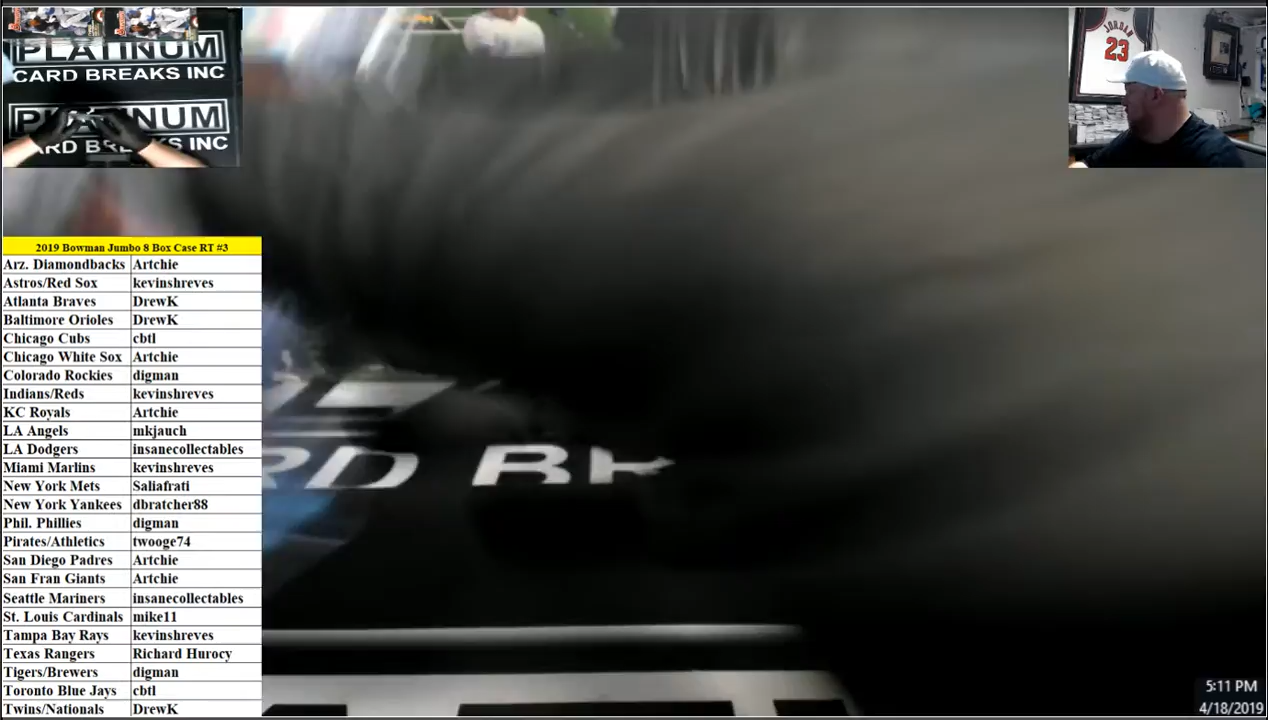 PLATINUM
CARD BREAKS INC
PLATINUM
ARD BREAKS INC
JORDAN
23
2019 Bowman Jumbo 8 Box Case RT #3
Arz. Diamondbacks Artchie
Astros/Red Sox kevinshreves
Atlanta Braves DrewK
Baltimore Orioles DrewK
Chicago Cubs cbtl
Chicago White Sox Artchie
Colorado Rockies digman
Indians/Reds kevinshreves
KC Royals Artchie
LA Angels mkjauch
LA Dodgers insanecollectables
Miami Marlins kevinshreves
New York Mets Saliafrati
New York Yankees dbratcher88
Phil. Phillies digman
Pirates/Athletics twooge74
San Diego Padres Artchie
San Fran Giants Artchie
Seattle Mariners insanecollectables
St. Louis Cardinals mike11
Tampa Bay Rays kevinshreves
Texas Rangers Richard Hurocy
Tigers/Brewers digman
Toronto Blue Jays cbtl
Twins/Nationals DrewK
RD BR
5:11 PM
4/18/2019